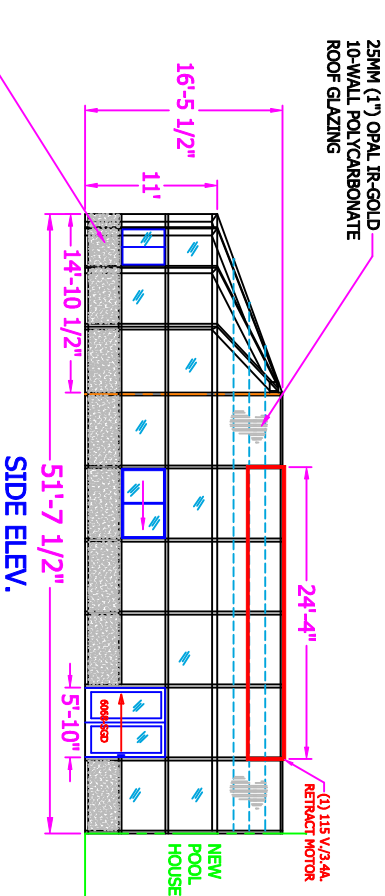 25MM (1") OPAL IR-GOLD
10-WALL POLYCARBONATE
ROOF GLAZING
16'-5 1/2"
11'
14'-10 1/2"
51'-7 1/2"
24'-4"
(1) 115 V./3.4A.
RETRACT MOTOR
6068 SGD
5'-10"
NEW
POOL
HOUSE
SIDE ELEV.